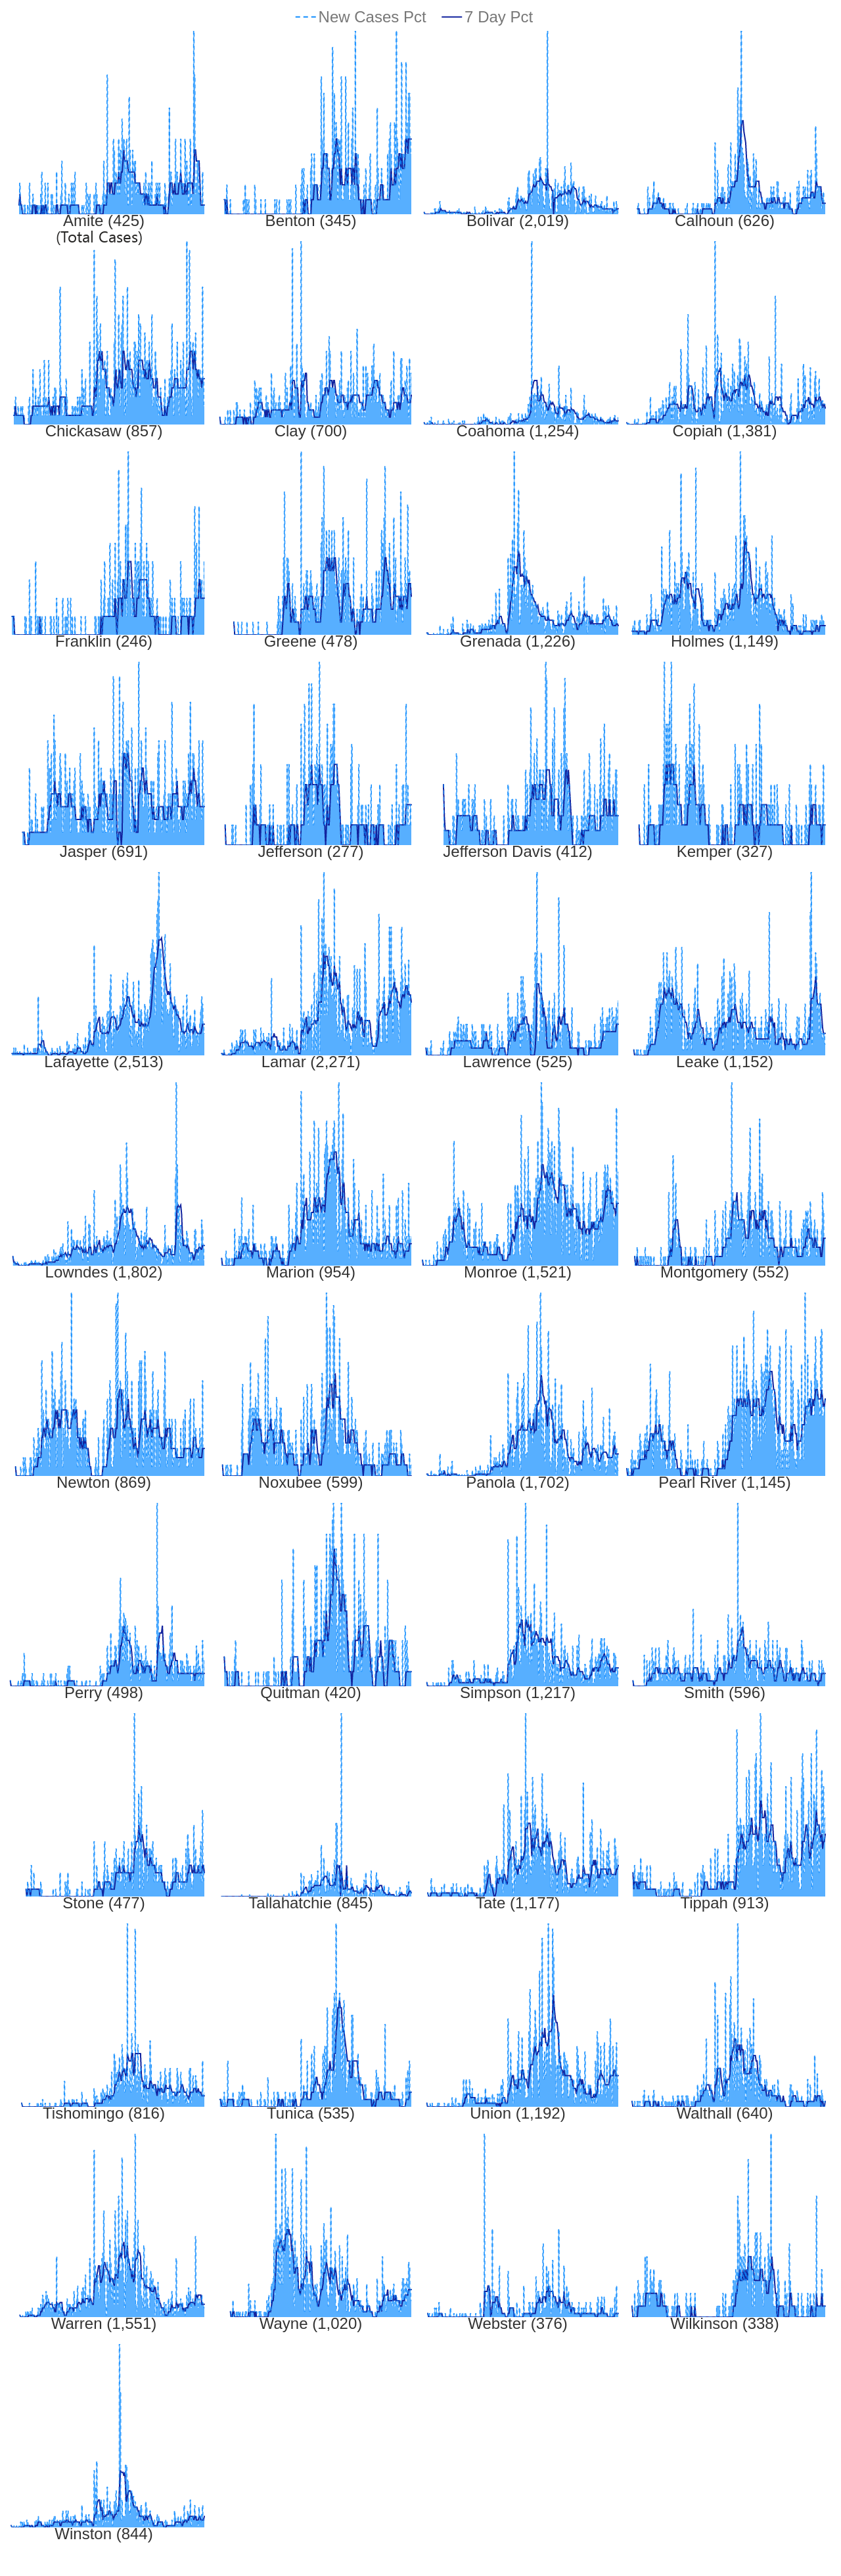 New Cases Pct 7 Day Pct
Amite (425) Benton (345) Bolivar (2,019) Calhoun (626)
(Total Cases)
Chickasaw (857) Clay (700) Coahoma (1,254) Copiah (1,381)
Franklin (246) Greene (478) Grenada (1,226) Holmes (1,149)
Jasper (691) Jefferson (277) Jefferson Davis (412) Kemper (327)
Lafayette (2,513) Lamar (2,271) Lawrence (525) Leake (1,152)
Lowndes (1,802) Marion (954) Monroe (1,521) Montgomery (552)
Newton (869) Noxubee (599) Panola (1,702) Pearl River (1,145)
Perry (498) Quitman (420) Simpson (1,217) Smith (596)
Stone (477) Tallahatchie (845) Tate (1,177) Tippah (913)
Tishomingo (816) Tunica (535) Union (1,192) Walthall (640)
Warren (1,551) Wayne (1,020) Webster (376) Wilkinson (338)
Winston (844)